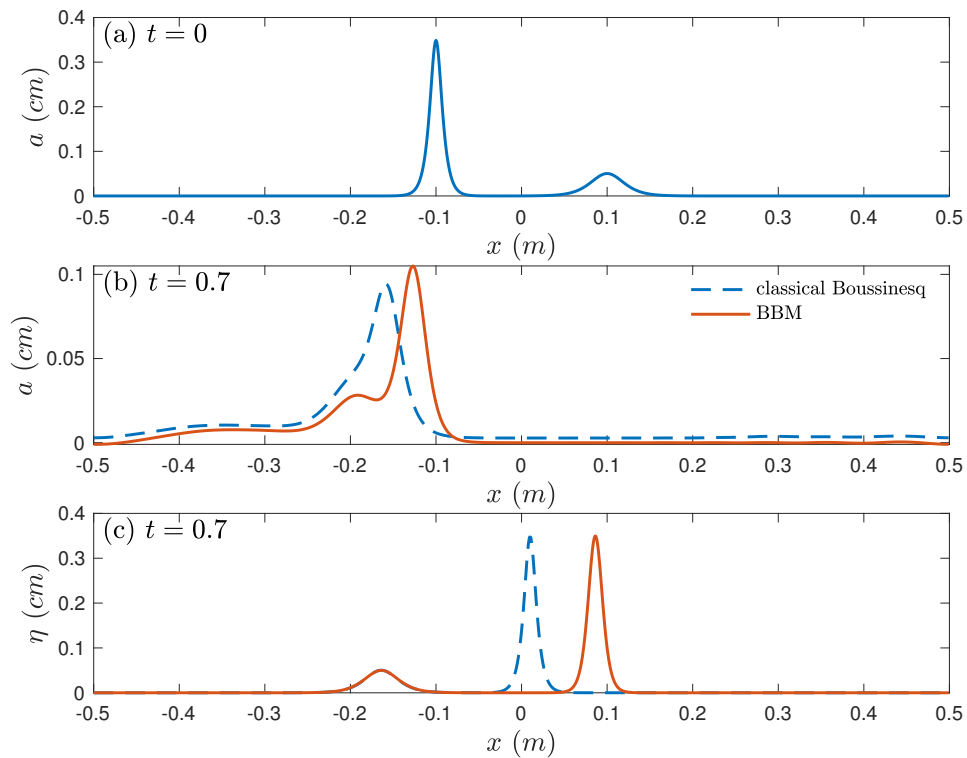 (a) t = 0
0.4
0.3
0.2
0.1
0
a (cm)
-0.5 -0.4 -0.3 -0.2 -0.1 0 0.1 0.2 0.3 0.4 0.5
x (m)
(b) t = 0.7
0.1
0.05
0
a (cm)
classical Boussinesq
BBM
-0.5 -0.4 -0.3 -0.2 -0.1 0 0.1 0.2 0.3 0.4 0.5
x (m)
(c) t = 0.7
0.4
0.3
0.2
0.1
0
η (cm)
-0.5 -0.4 -0.3 -0.2 -0.1 0 0.1 0.2 0.3 0.4 0.5
x (m)